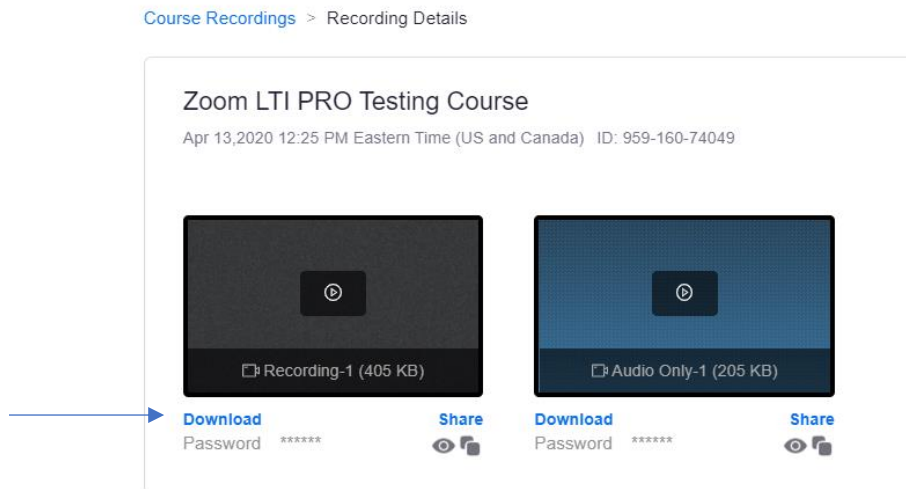 Course Recordings > Recording Details
Zoom LTI PRO Testing Course
Apr 13,2020 12:25 PM Eastern Time (US and Canada) ID: 959-160-74049
Recording-1 (405 KB)
Audio Only-1 (205 KB)
Download Share Download Share
Password ****** Password ******